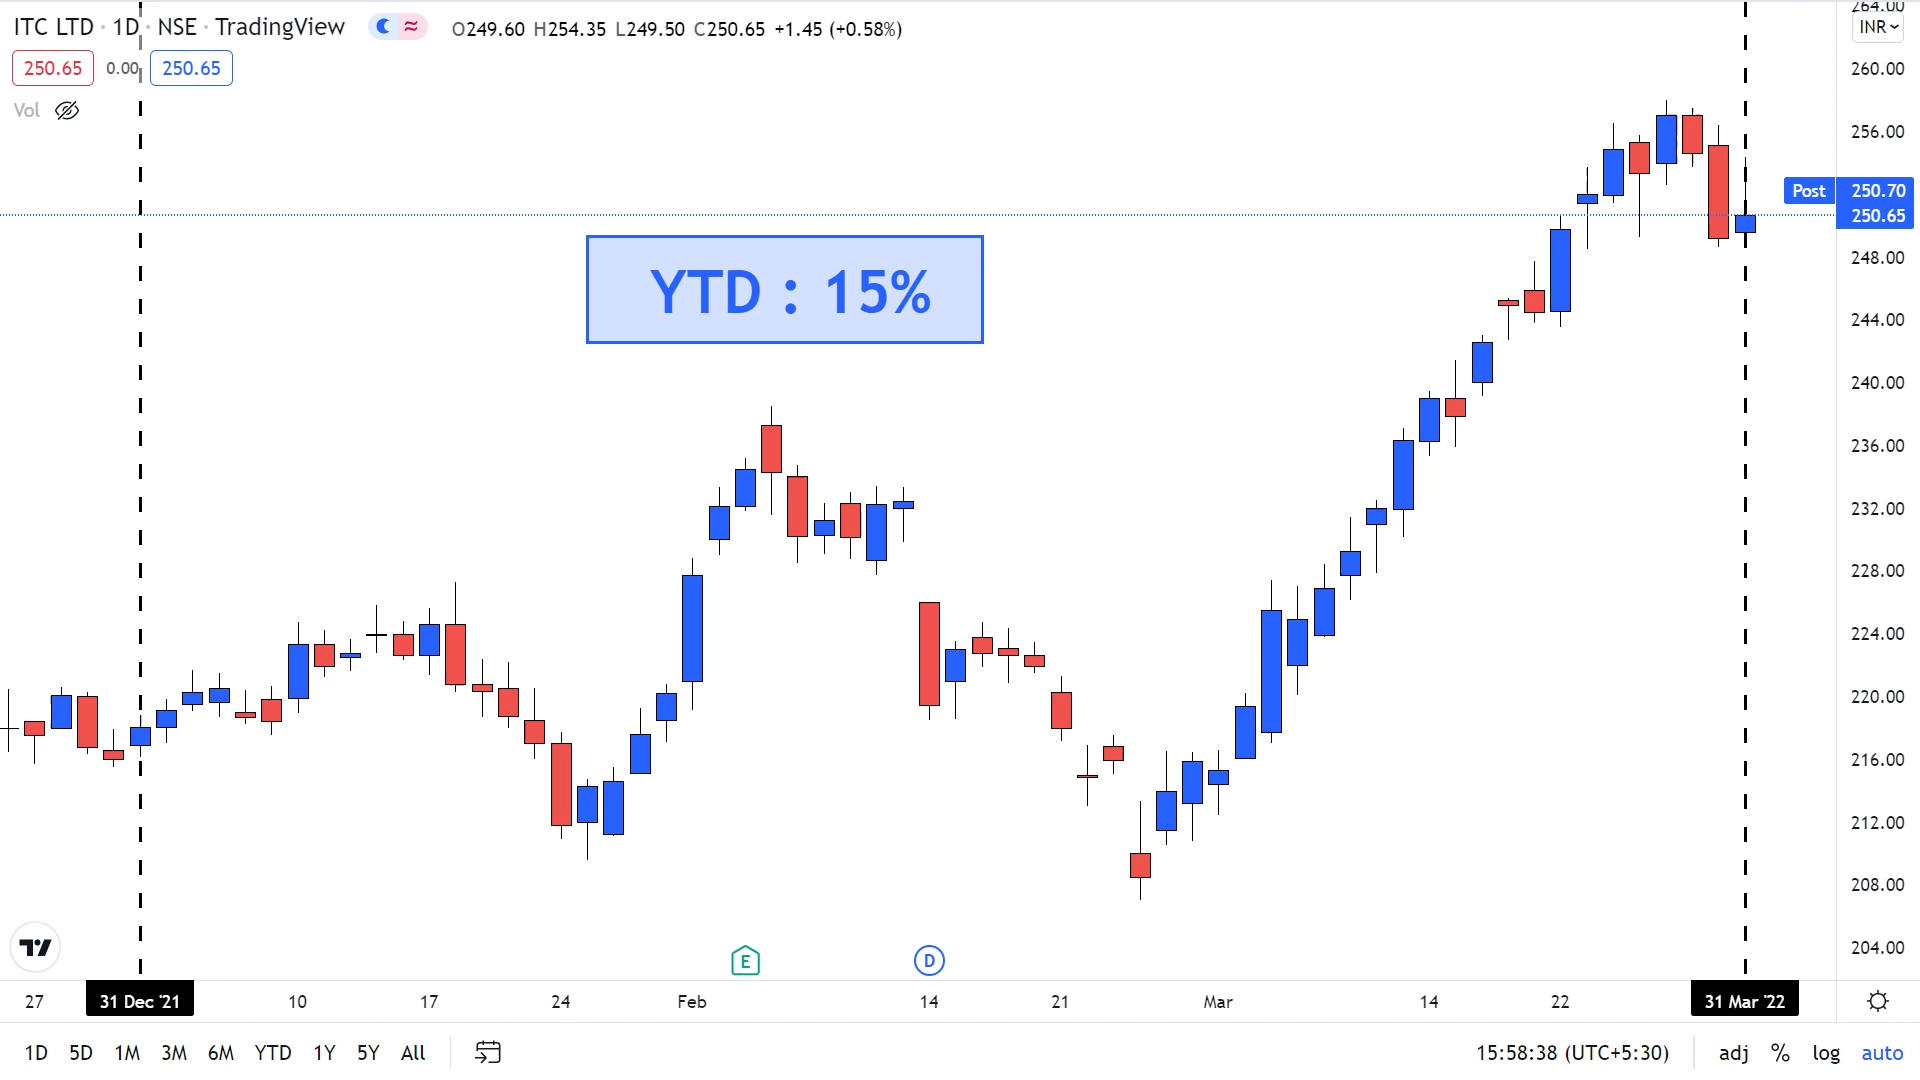 ITC LTD · 1D · NSE · TradingView
≈
O249.60 H254.35 L249.50 C250.65 +1.45 (+0.58%)
264.00
INR
250.65 0.00 250.65
Vol
260.00
256.00
Post 250.70
250.65
248.00
YTD : 15%
244.00
240.00
236.00
232.00
228.00
224.00
220.00
216.00
212.00
208.00
204.00
E D
27 31 Dec '21 10 17 24 Feb 14 21 Mar 14 22 31 Mar '22
1D 5D 1M 3M 6M YTD 1Y 5Y All 15:58:38 (UTC+5:30) adj % log auto